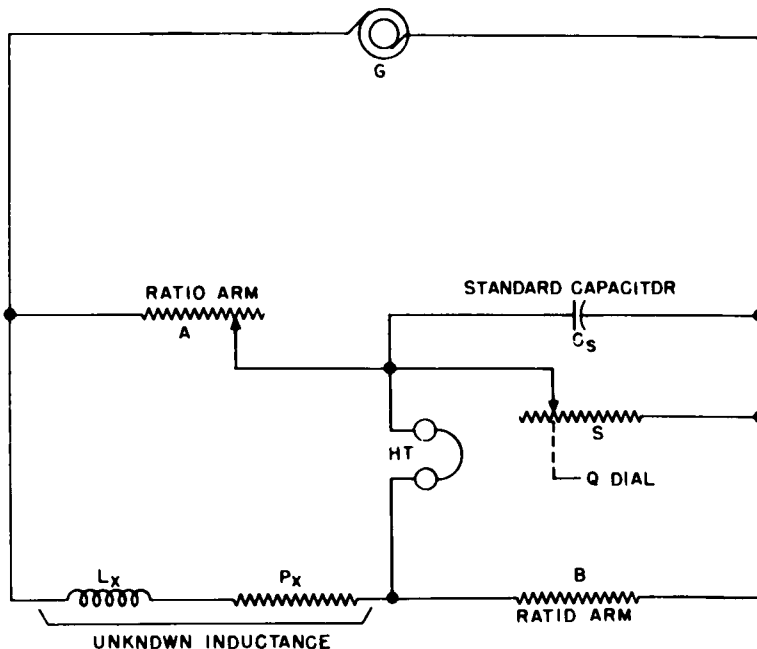 G
RATIO ARM
A
STANDARD CAPACITDR
CS
S
HT
Q DIAL
LX
PX
B
RATID ARM
UNKNDWN INDUCTANCE